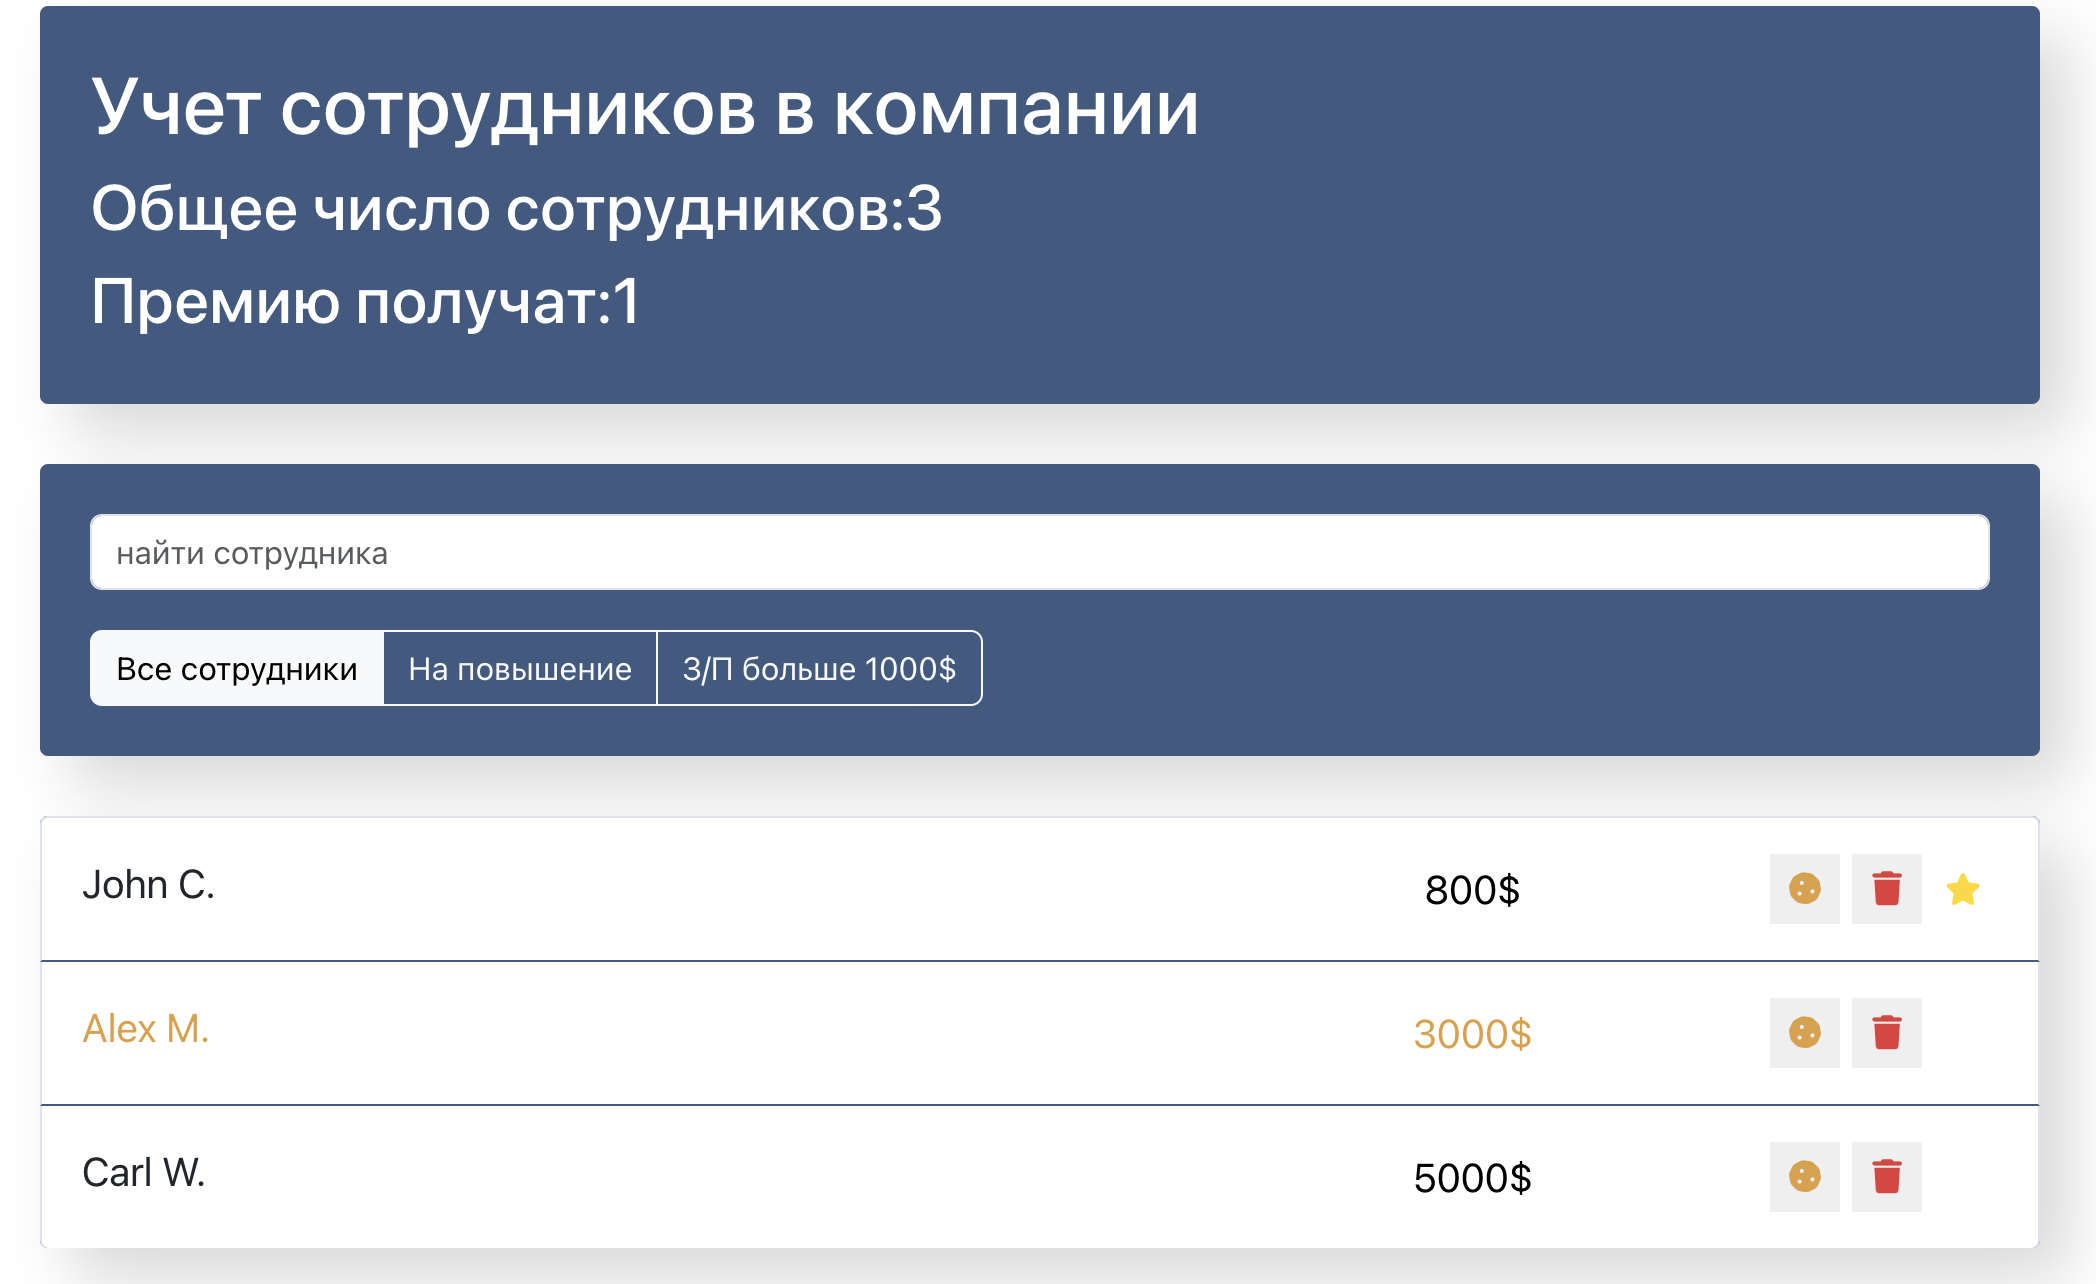 Учет сотрудников в компании
Общее число сотрудников:3
Премию получат:1
найти сотрудника
Все сотрудники На повышение З/П больше 1000$
John C. 800$
Alex M. 3000$
Carl W. 5000$